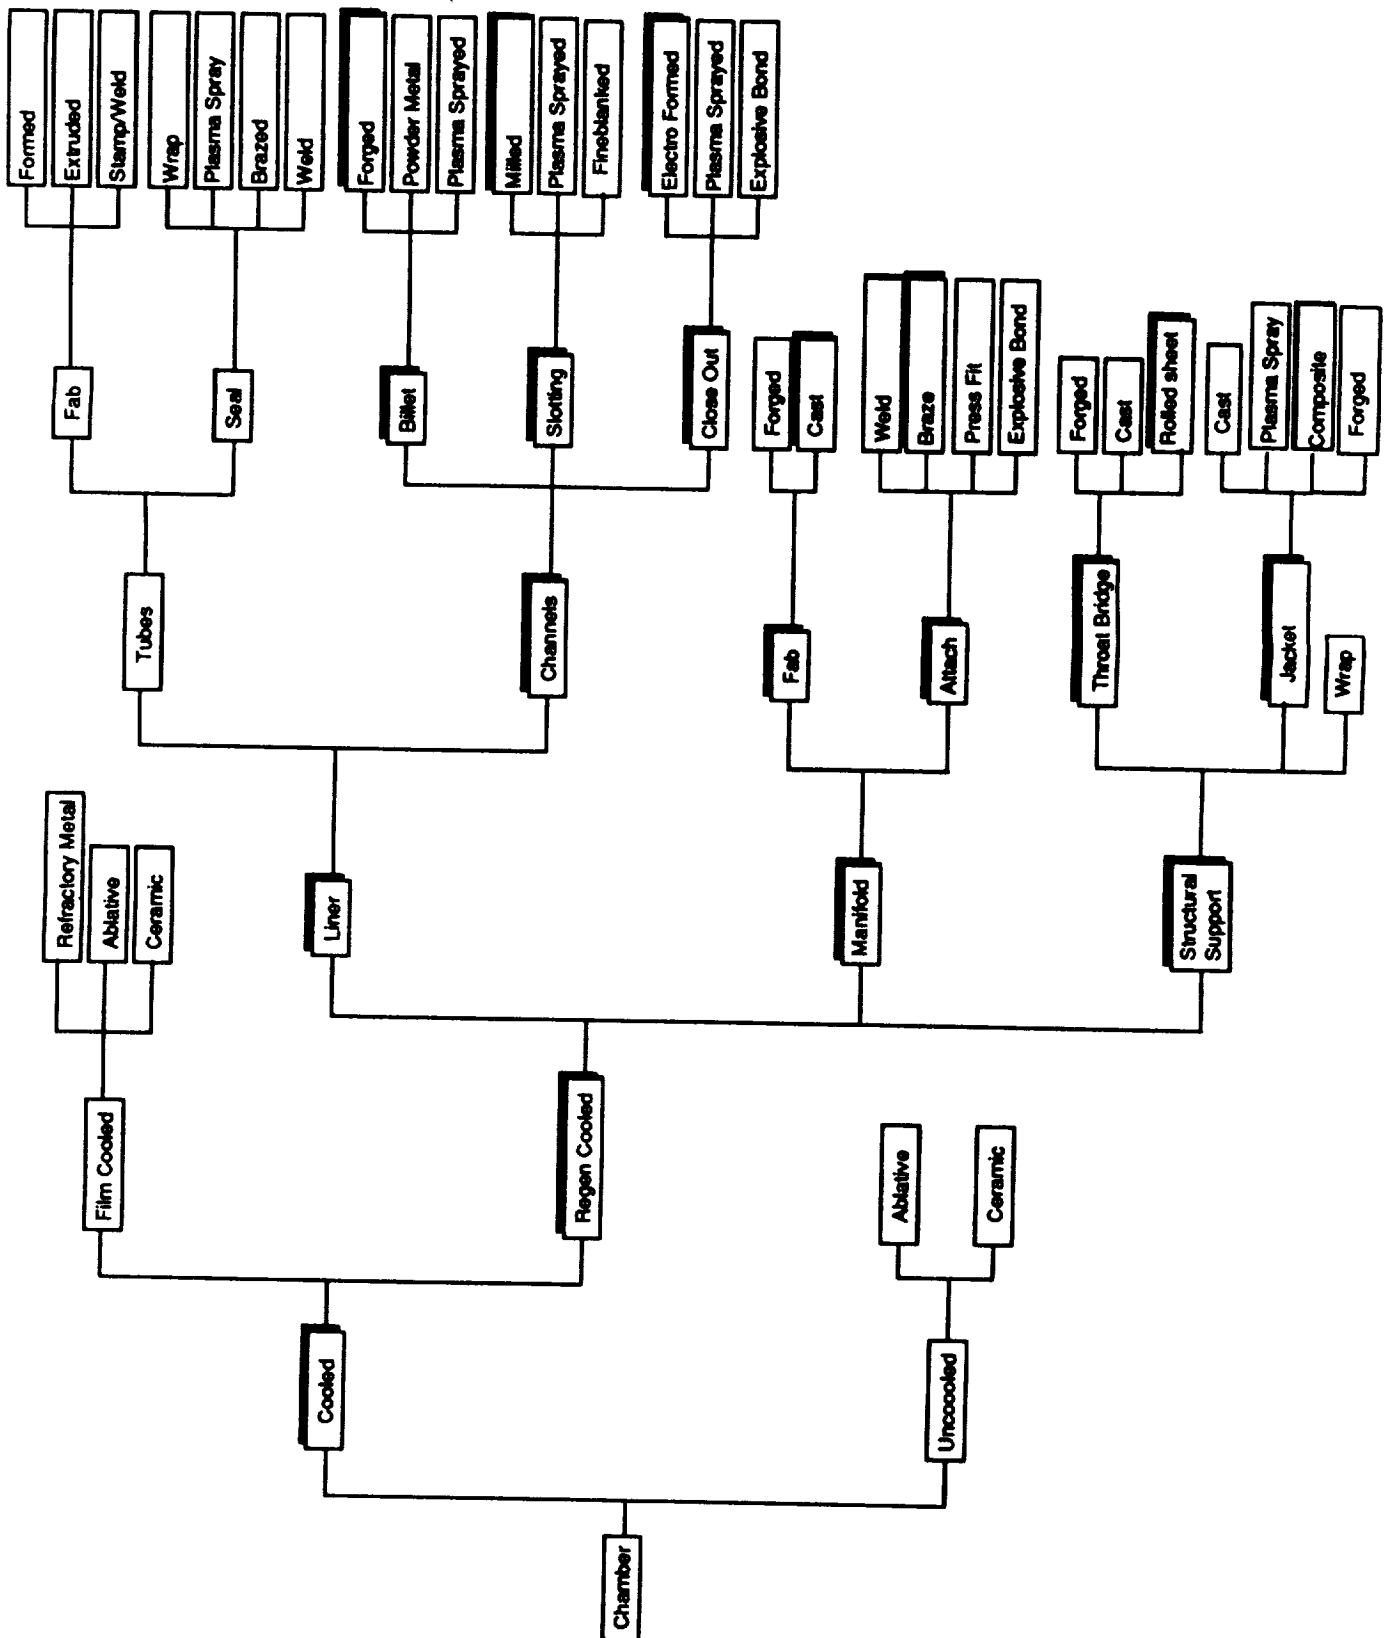 Chamber
Cooled
Uncooled
Film Cooled
Regen Cooled
Ablative
Ceramic
Refractory Metal
Ablative
Ceramic
Liner
Manifold
Structural
Support
Tubes
Channels
Fab
Attach
Throat Bridge
Jacket
Wrap
Fab
Seal
Billet
Slotting
Close Out
Formed
Extruded
Stamp/Weld
Wrap
Plasma Spray
Brazed
Weld
Forged
Powder Metal
Plasma Sprayed
Milled
Plasma Sprayed
Fineblanked
Electro Formed
Plasma Sprayed
Explosive Bond
Forged
Cast
Weld
Braze
Press Fit
Explosive Bond
Forged
Cast
Rolled sheet
Cast
Plasma Spray
Composite
Forged